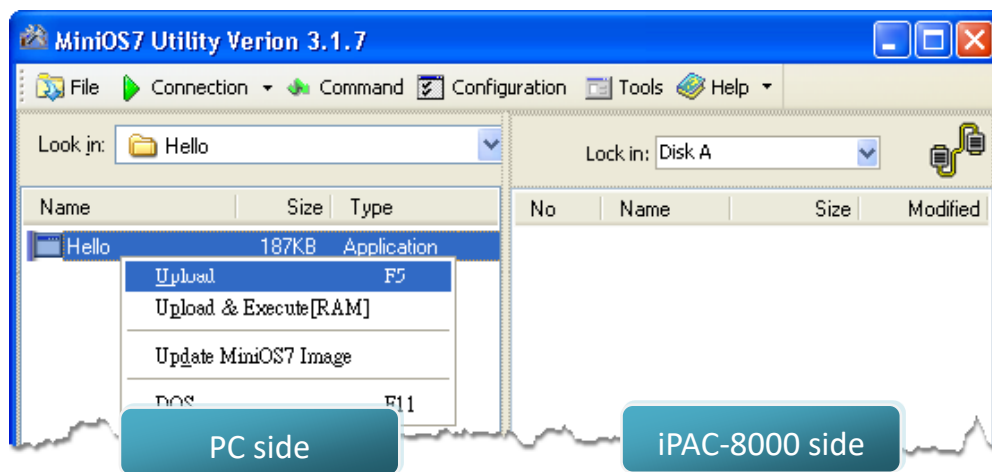 MiniOS7 Utility Verion 3.1.7
File Connection Command Configuration Tools Help
Look in: Hello
Lock in: Disk A
Name Size Type
No Name Size Modified
Hello 187KB Application
Upload F5
Upload & Execute[RAM]
Update MiniOS7 Image
DOS F11
PC side
iPAC-8000 side